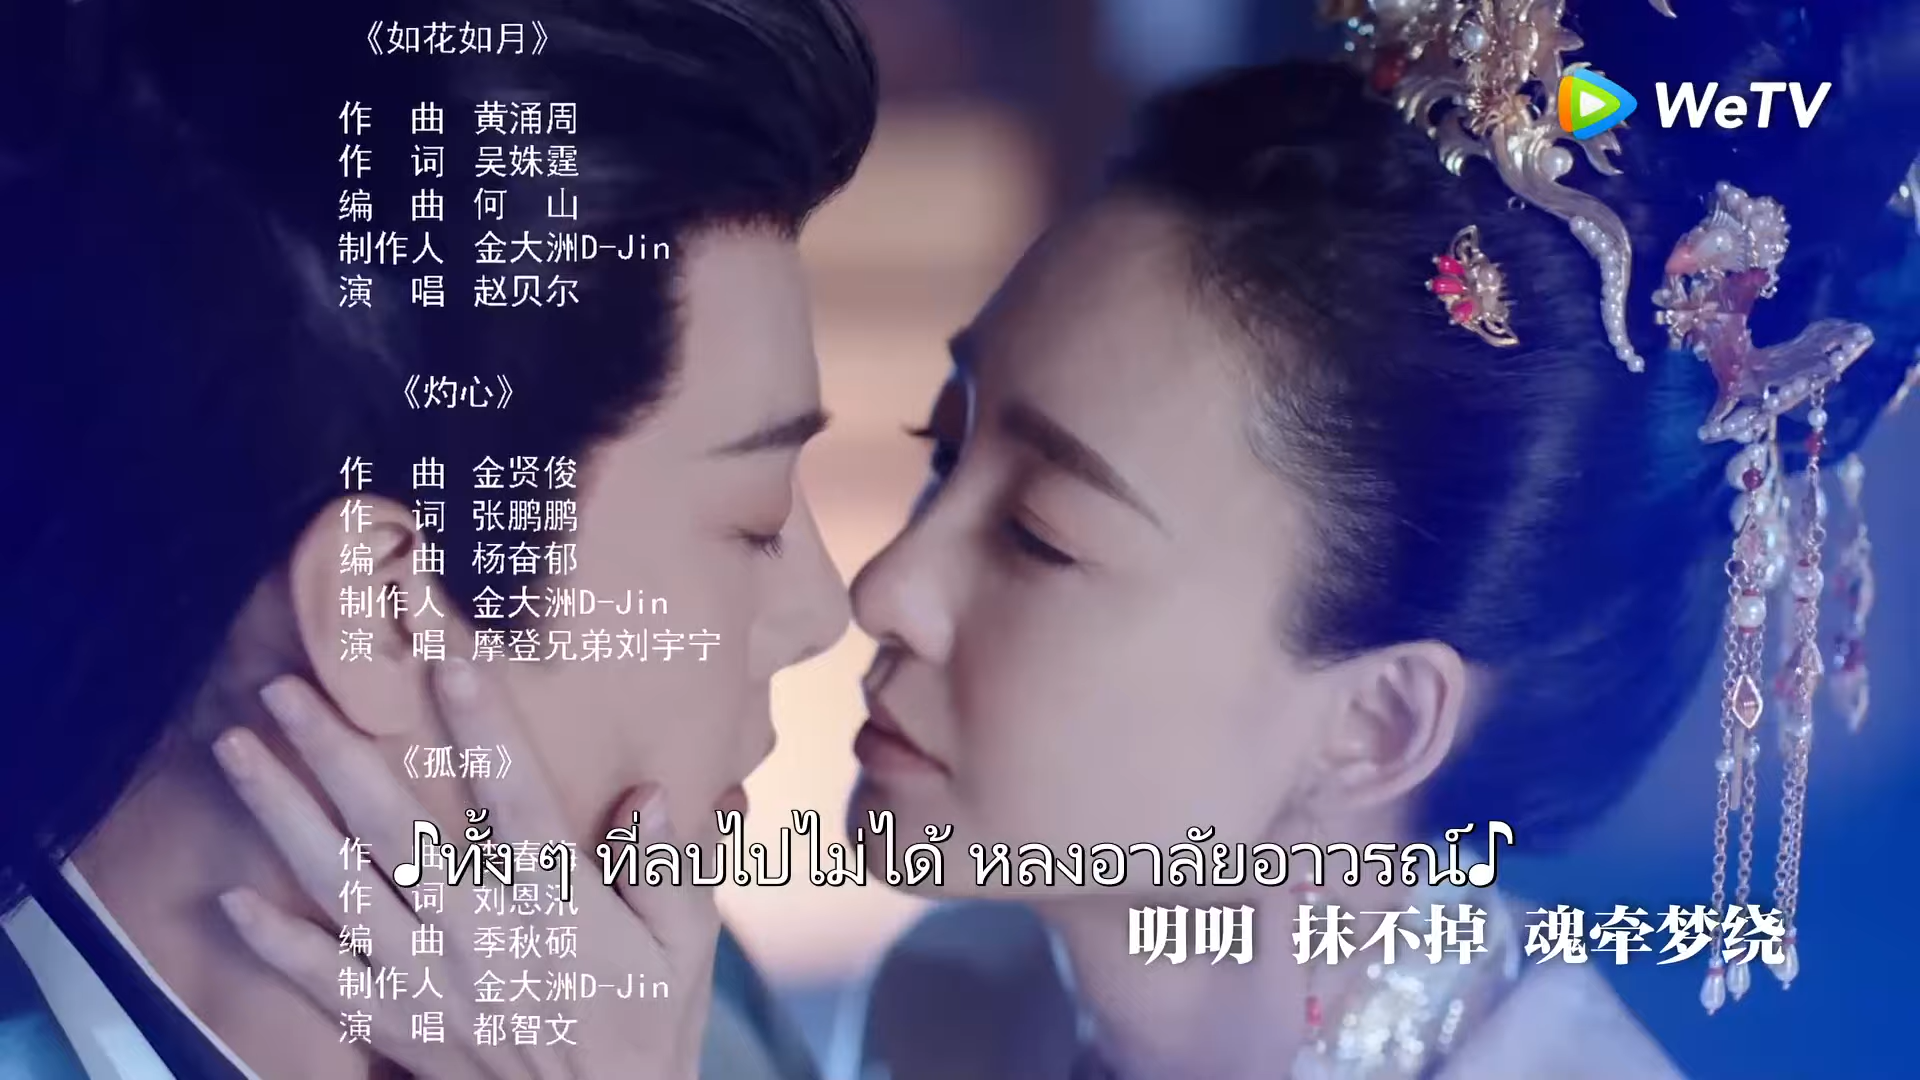 《如花如月》
WeTV
作 曲 黄涌周
作 词 吴姝霆
编 曲 何 山
制作人 金大洲D-Jin
演 唱 赵贝尔
《灼心》
作 曲 金贤俊
作 词 张鹏鹏
编 曲 杨奋郁
制作人 金大洲D-Jin
演 唱 摩登兄弟刘宇宁
《孤痛》
♪ทั้ง ๆ ที่ลบไปไม่ได้ หลงอาลัยอาวรณ์♪
作 曲
作 词 刘恩汛
明明 抹不掉 魂牵梦绕
编 曲 季秋硕
制作人 金大洲D-Jin
演 唱 都智文